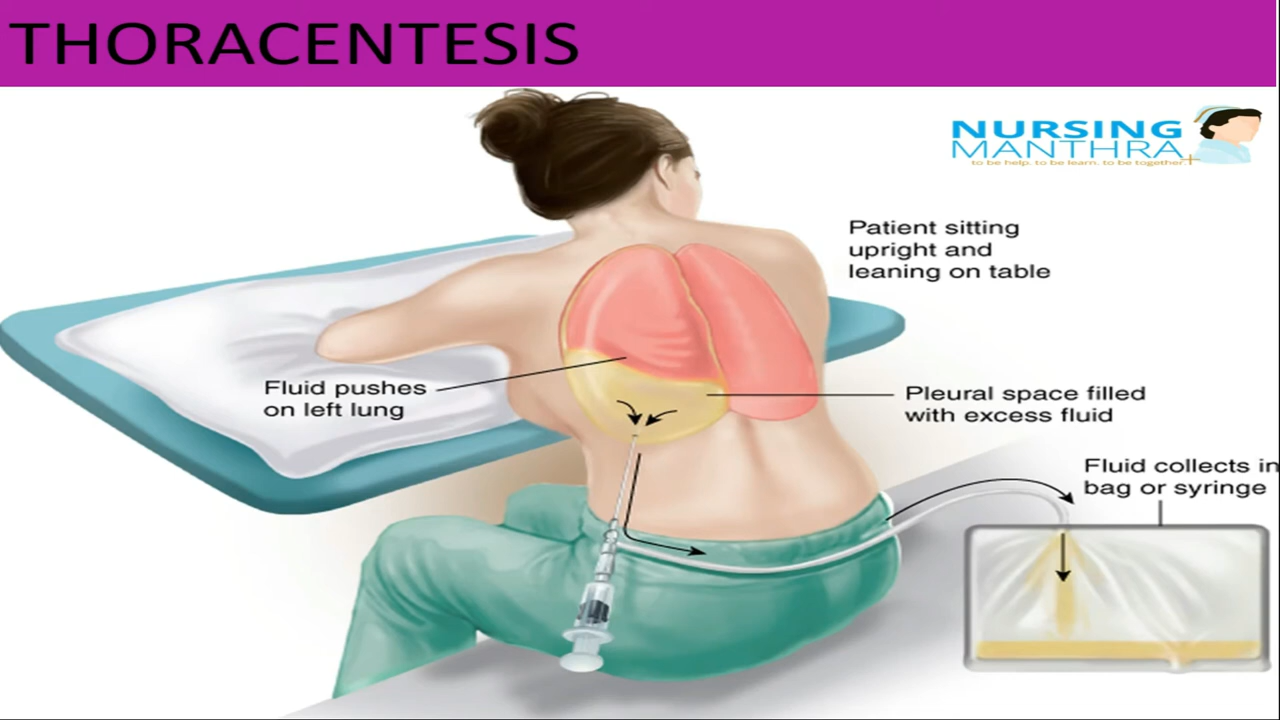 THORACENTESIS
NURSING
MANTHRA
to be help. to be learn. to be together.
Patient sitting
upright and
leaning on table
Fluid pushes
on left lung
Pleural space filled
with excess fluid
Fluid collects in
bag or syringe